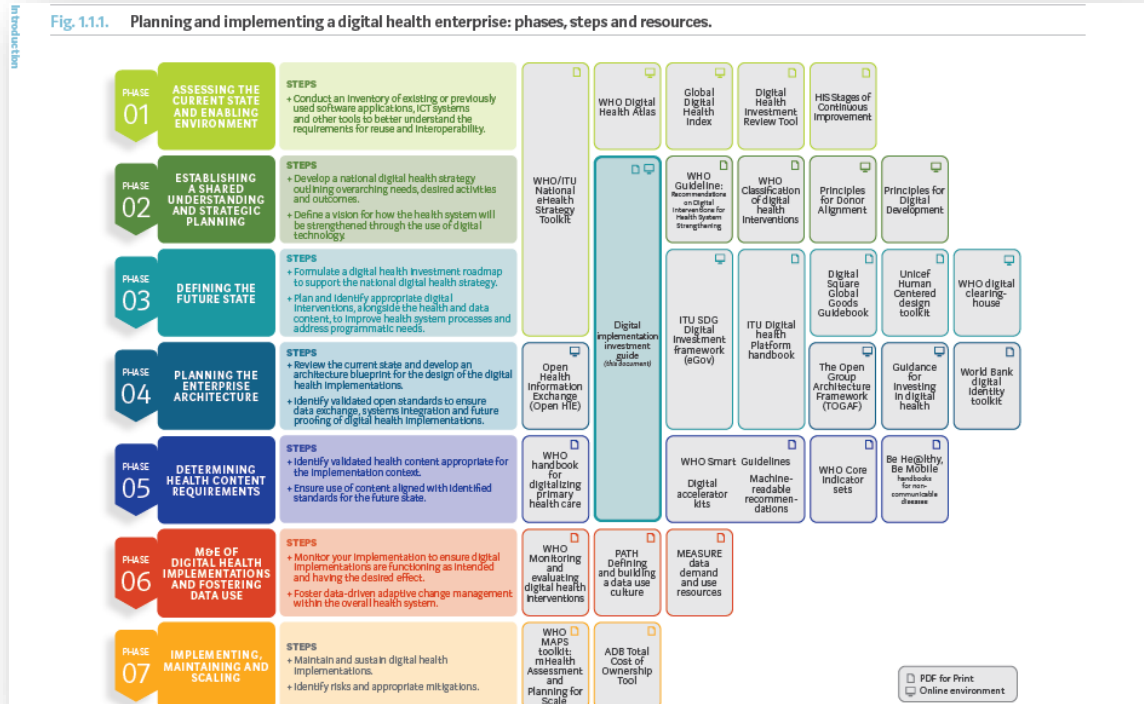 Introduction
Fig. 1.1.1. Planning and implementing a digital health enterprise: phases, steps and resources.
PHASE
01
ASSESSING THE
CURRENT STATE
AND ENABLING
ENVIRONMENT
STEPS
+ Conduct an inventory of existing or previously
used software applications, ICT systems
and other tools to better understand the
requirements for reuse and interoperability.
WHO/ITU
National
eHealth
Strategy
Toolkit
WHO Digital
Health Atlas
Global
Digital
Health
Index
Digital
Health
Investment
Review Tool
HIS Stages of
Continuous
Improvement
PHASE
02
ESTABLISHING
A SHARED
UNDERSTANDING
AND STRATEGIC
PLANNING
STEPS
+ Develop a national digital health strategy
outlining overarching needs, desired activities
and outcomes.
+ Define a vision for how the health system will
be strengthened through the use of digital
technology.
Digital
implementation
investment
guide
(this document)
WHO
Guideline:
Recommendations
on Digital
Interventions for
Health System
Strengthening
WHO
Classification
of digital
health
Interventions
Principles
for Donor
Alignment
Principles for
Digital
Development
PHASE
03
DEFINING THE
FUTURE STATE
STEPS
+ Formulate a digital health investment roadmap
to support the national digital health strategy.
+ Plan and identify appropriate digital
interventions, alongside the health and data
content, to improve health system processes and
address programmatic needs.
ITU SDG
Digital
Investment
framework
(eGov)
ITU Digital
health
Platform
handbook
Digital
Square
Global
Goods
Guidebook
Unicef
Human
Centered
design
toolkit
WHO digital
clearing-
house
PHASE
04
PLANNING THE
ENTERPRISE
ARCHITECTURE
STEPS
+ Review the current state and develop an
architecture blueprint for the design of the digital
health implementations.
+ Identify validated open standards to ensure
data exchange, systems integration and future
proofing of digital health implementations.
Open
Health
Information
Exchange
(Open HIE)
The Open
Group
Architecture
Framework
(TOGAF)
Guidance
for
Investing
in digital
health
World Bank
digital
Identity
toolkit
PHASE
05
DETERMINING
HEALTH CONTENT
REQUIREMENTS
STEPS
+ Identify validated health content appropriate for
the implementation context.
+ Ensure use of content aligned with identified
standards for the future state.
WHO
handbook
for
digitalizing
primary
health care
WHO Smart Guidelines
Digital
accelerator
kits
Machine-
readable
recommen-
dations
WHO Core
Indicator
sets
Be He@lthy,
Be Mobile
handbooks
for non-
communicable
diseases
PHASE
06
M&E OF
DIGITAL HEALTH
IMPLEMENTATIONS
AND FOSTERING
DATA USE
STEPS
+ Monitor your implementation to ensure digital
implementations are functioning as intended
and having the desired effect.
+ Foster data-driven adaptive change management
within the overall health system.
WHO
Monitoring
and
evaluating
digital health
Interventions
PATH
Defining
and building
a data use
culture
MEASURE
data
demand
and use
resources
PHASE
07
IMPLEMENTING,
MAINTAINING AND
SCALING
STEPS
+ Maintain and sustain digital health
implementations.
+ Identify risks and appropriate mitigations.
WHO
MAPS
toolkit:
mHealth
Assessment
and
Planning for
Scale
ADB Total
Cost of
Ownership
Tool
PDF for Print
Online environment